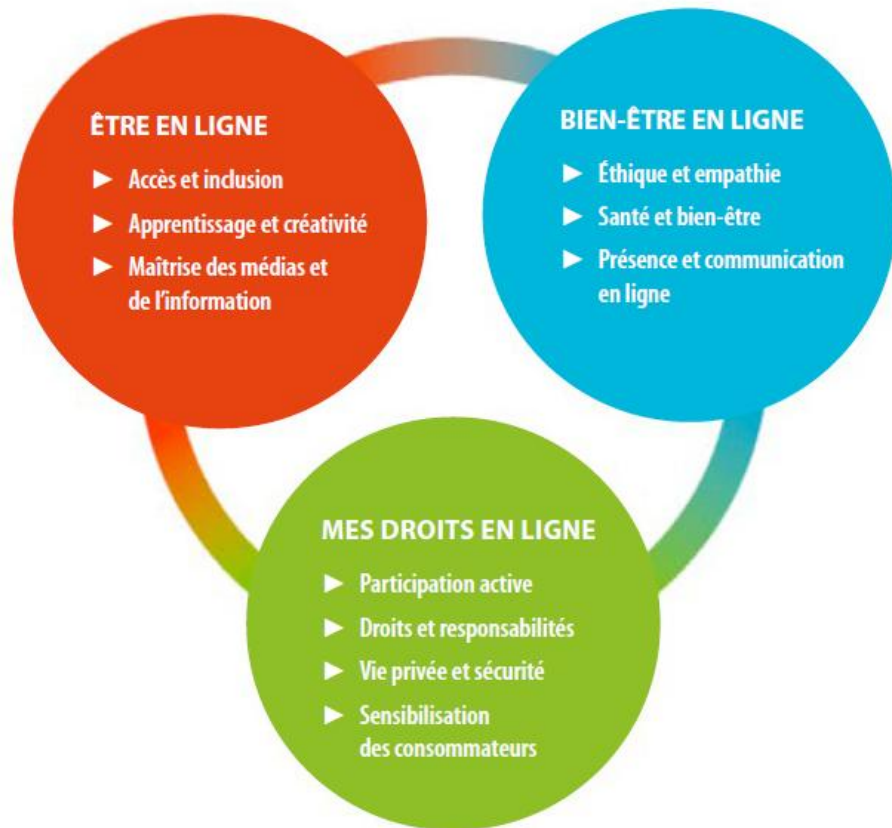 ÊTRE EN LIGNE
► Accès et inclusion
► Apprentissage et créativité
► Maîtrise des médias et
de l'information
BIEN-ÊTRE EN LIGNE
► Éthique et empathie
► Santé et bien-être
► Présence et communication
en ligne
MES DROITS EN LIGNE
► Participation active
► Droits et responsabilités
► Vie privée et sécurité
► Sensibilisation
des consommateurs